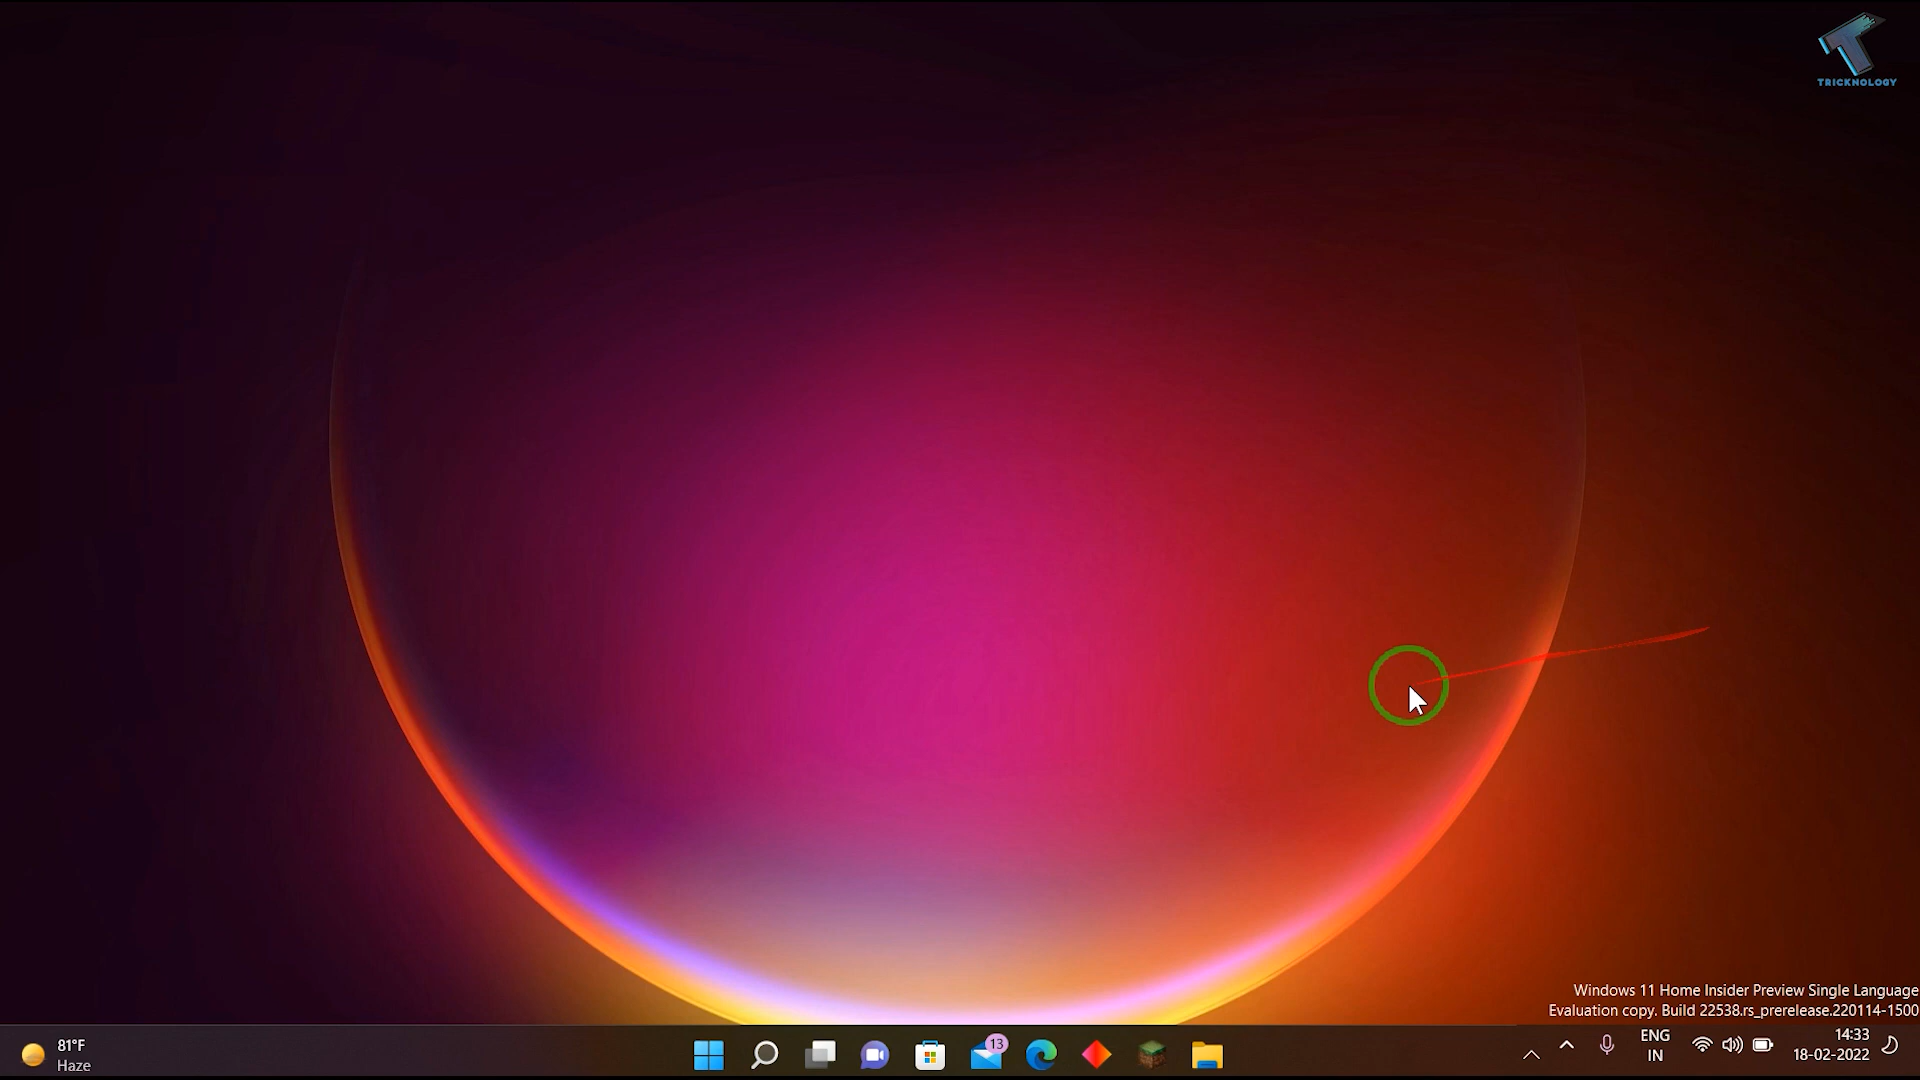 TRICKNOLOGY
Windows 11 Home Insider Preview Single Language
Evaluation copy. Build 22538.rs_prerelease.220114-1500
81°F
Haze
13
ENG
IN
14:33
18-02-2022